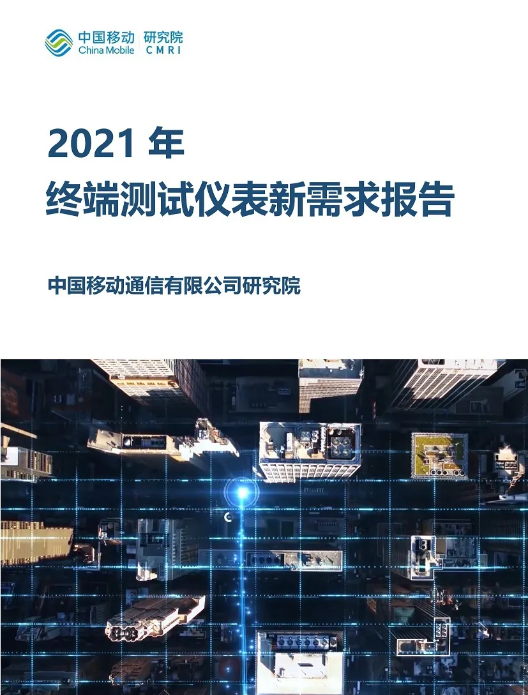 中国移动 研究院
China Mobile CMRI
2021 年
终端测试仪表新需求报告
中国移动通信有限公司研究院